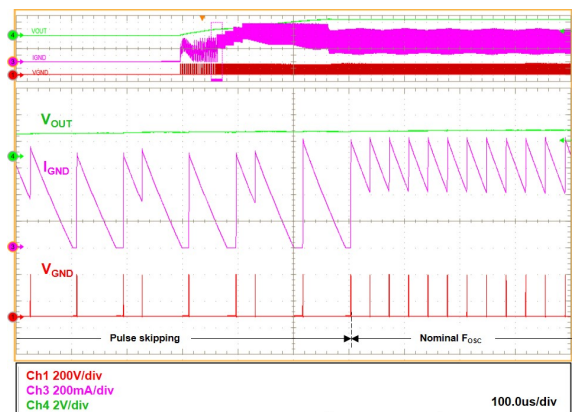 VOUT
IGND
VGND
VOUT
IGND
VGND
Pulse skipping
Nominal FOSC
Ch1 200V/div
Ch3 200mA/div
Ch4 2V/div
100.0us/div